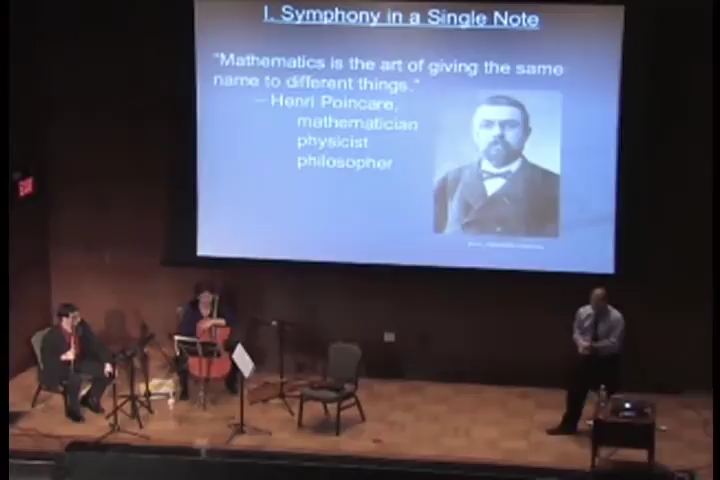 I. Symphony in a Single Note
"Mathematics is the art of giving the same
name to different things."
– Henri Poincare,
mathematician
physicist
philosopher
EXIT